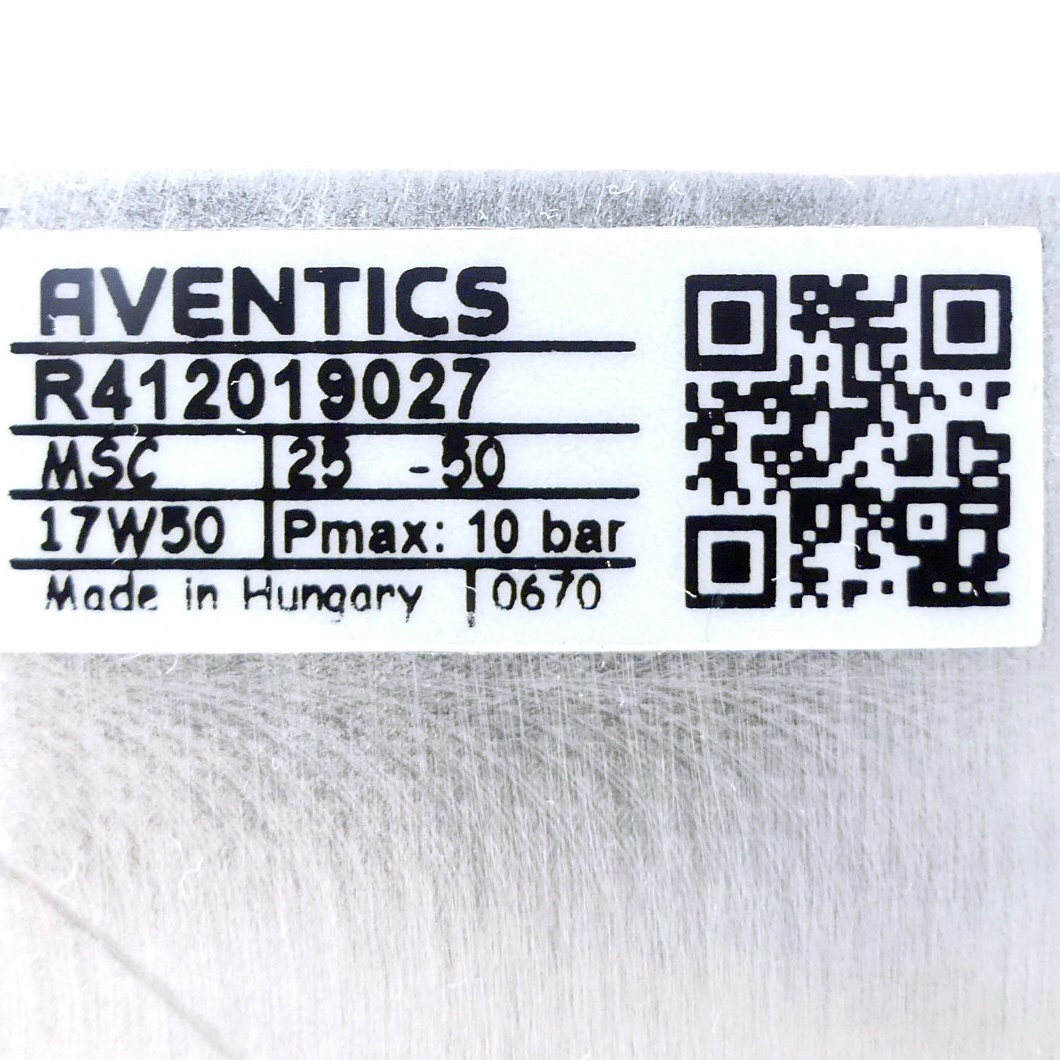 AVENTICS
R412019027
MSC 25 -50
17W50 Pmax: 10 bar
Made in Hungary 0670